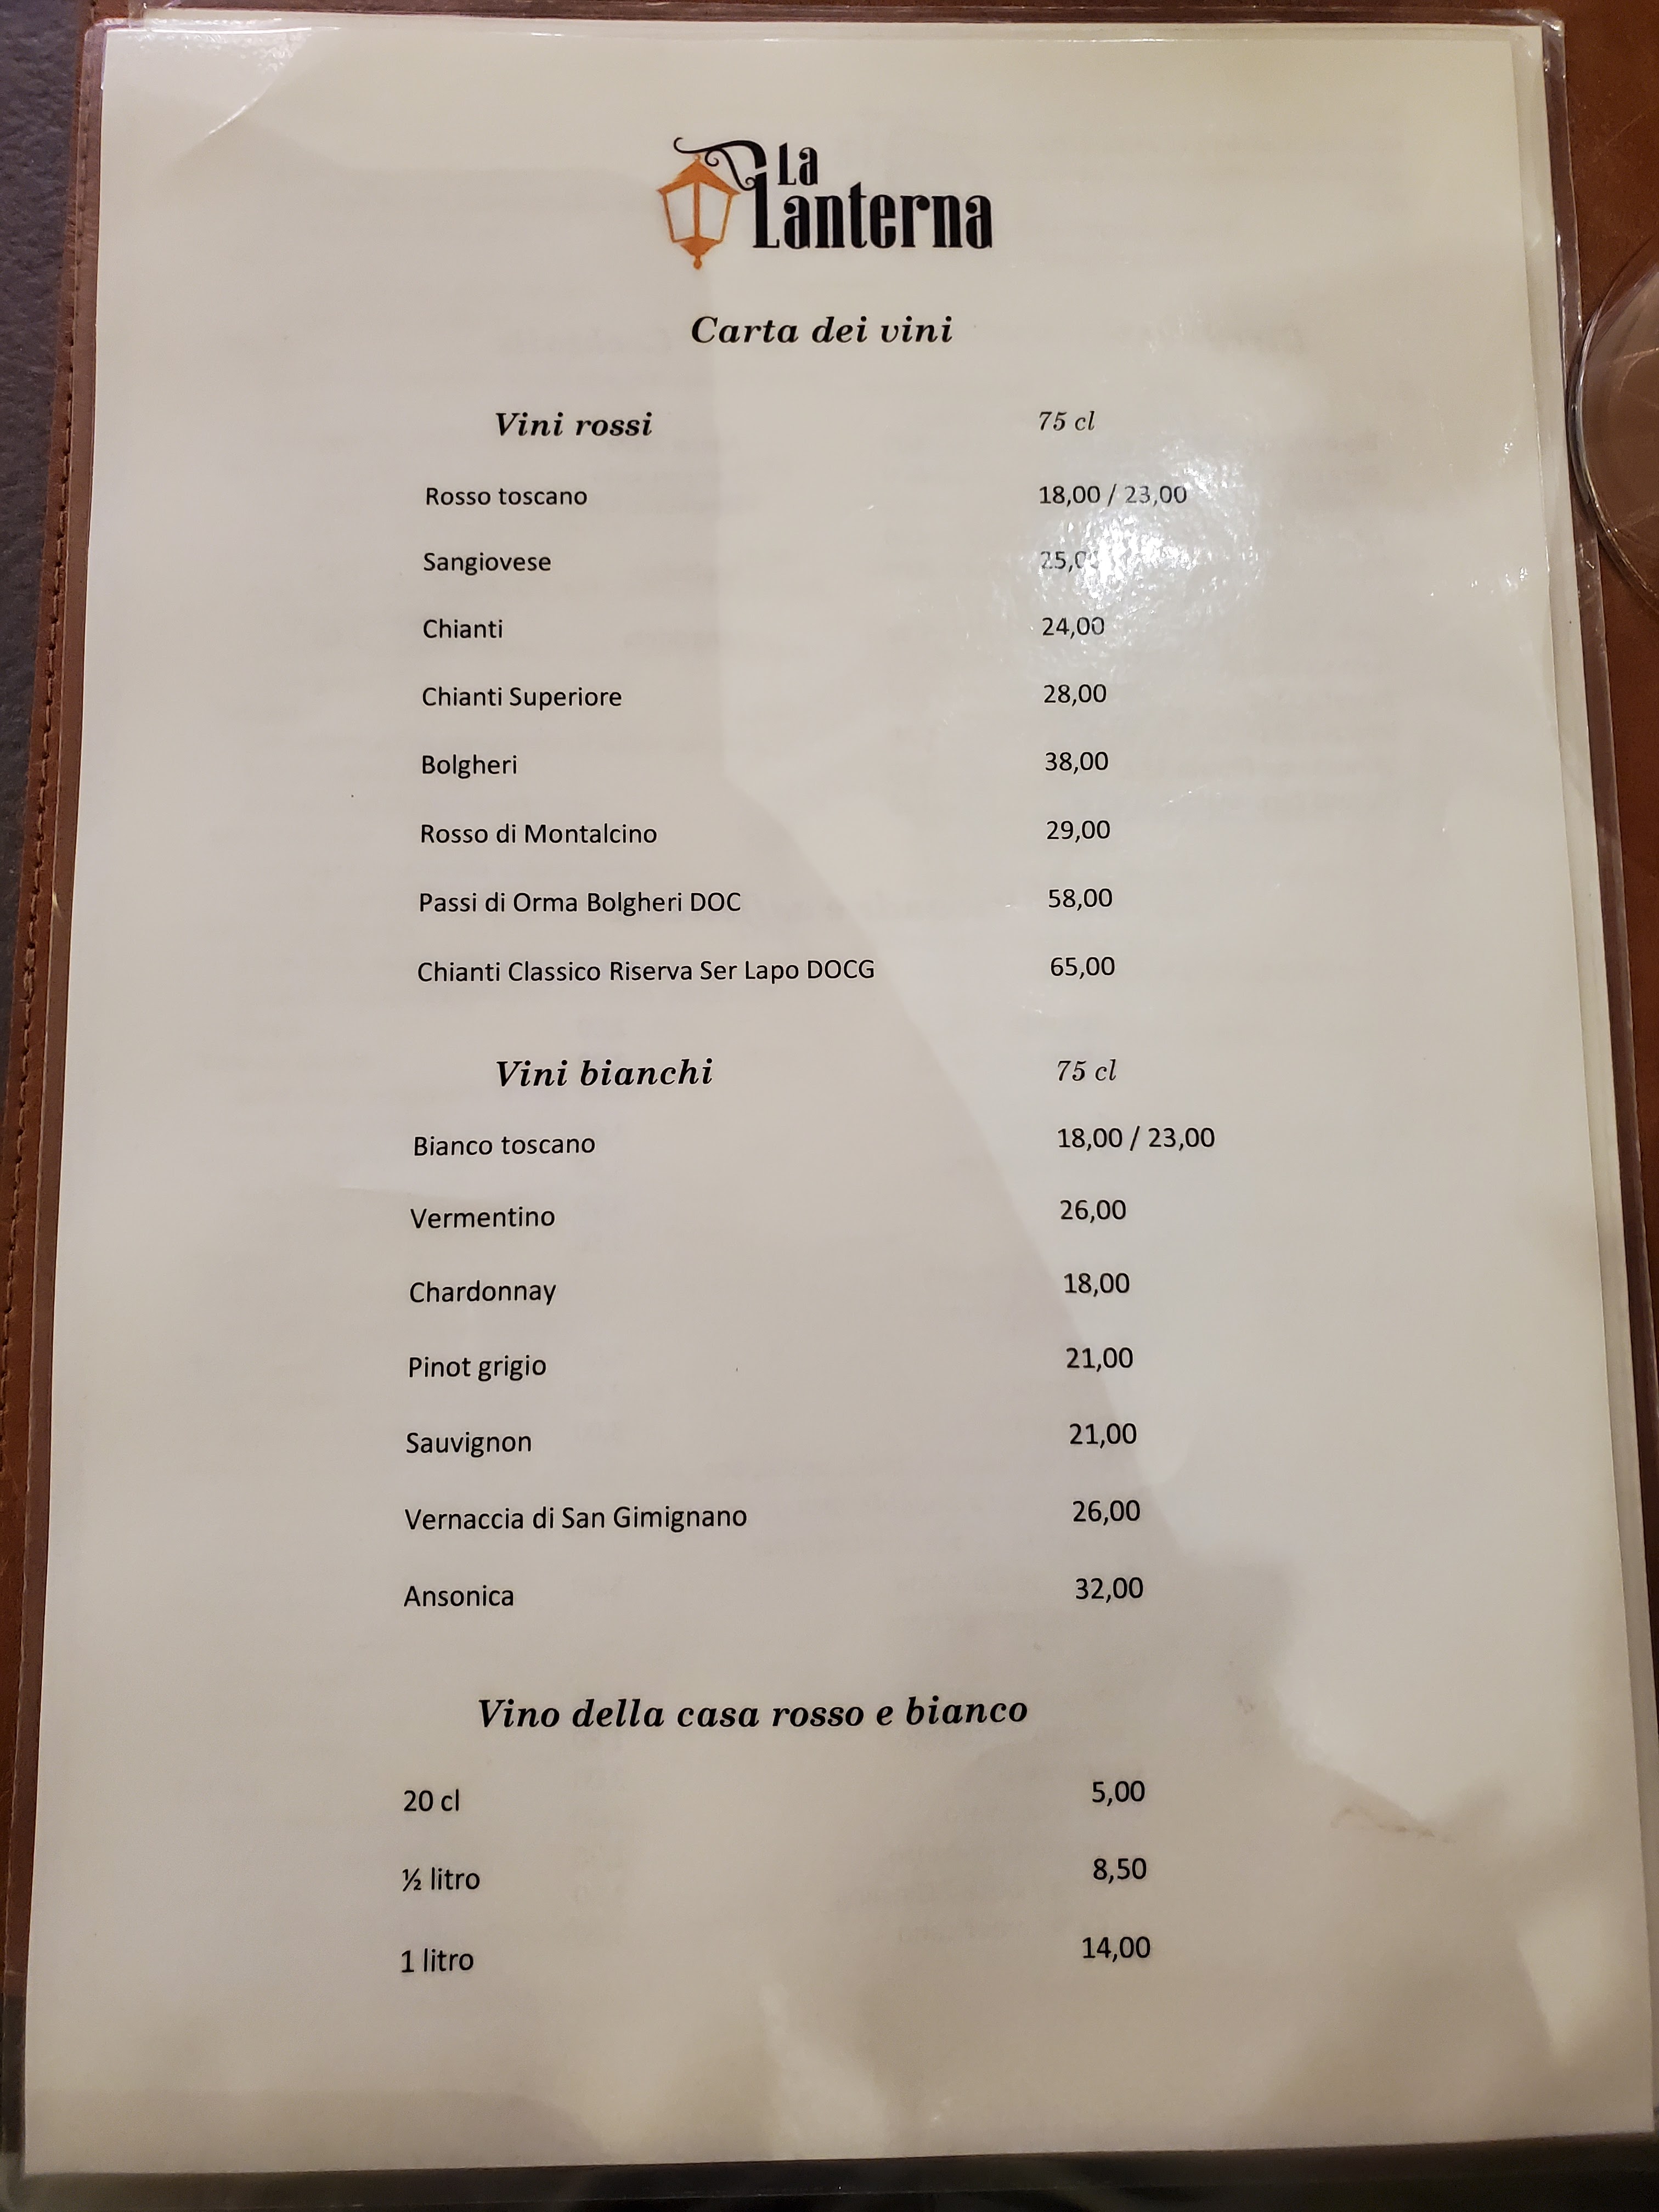 La
Lanterna
Carta dei vini
Vini rossi 75 cl
Rosso toscano 18,00 / 23,00
Sangiovese
Chianti 24,00
Chianti Superiore 28,00
Bolgheri 38,00
Rosso di Montalcino 29,00
Passi di Orma Bolgheri DOC 58,00
Chianti Classico Riserva Ser Lapo DOCG 65,00
Vini bianchi 75 cl
Bianco toscano 18,00 / 23,00
Vermentino 26,00
Chardonnay 18,00
Pinot grigio 21,00
Sauvignon 21,00
Vernaccia di San Gimignano 26,00
Ansonica 32,00
Vino della casa rosso e bianco
20 cl 5,00
½ litro 8,50
1 litro 14,00